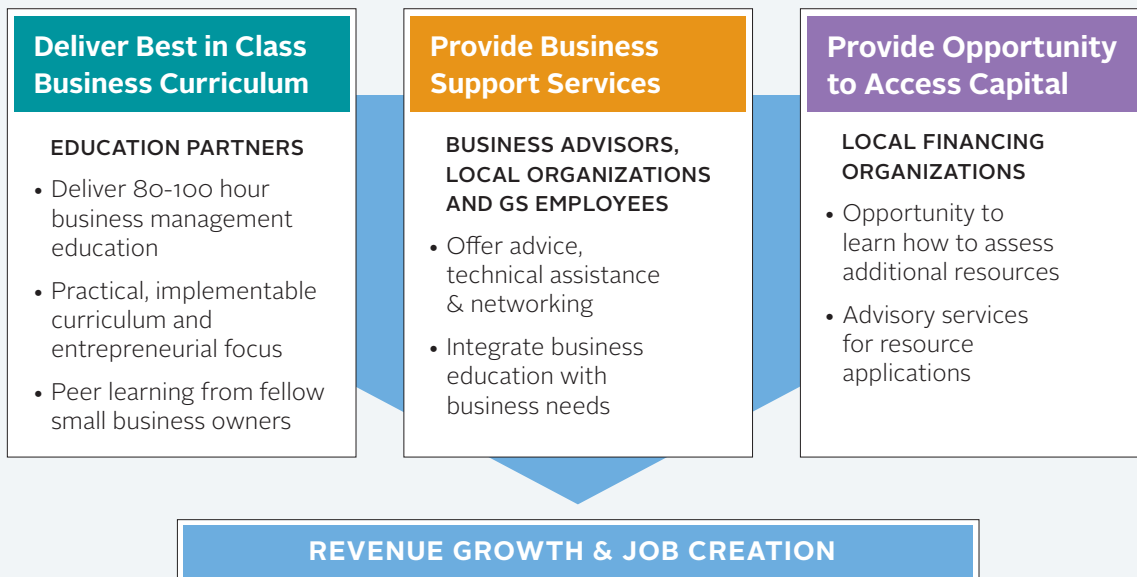 Deliver Best in Class
Business Curriculum
EDUCATION PARTNERS
• Deliver 80-100 hour
business management
education
• Practical, implementable
curriculum and
entrepreneurial focus
• Peer learning from fellow
small business owners
Provide Business
Support Services
BUSINESS ADVISORS,
LOCAL ORGANIZATIONS
AND GS EMPLOYEES
• Offer advice,
technical assistance
& networking
• Integrate business
education with
business needs
Provide Opportunity
to Access Capital
LOCAL FINANCING
ORGANIZATIONS
• Opportunity to
learn how to assess
additional resources
• Advisory services
for resource
applications
REVENUE GROWTH & JOB CREATION